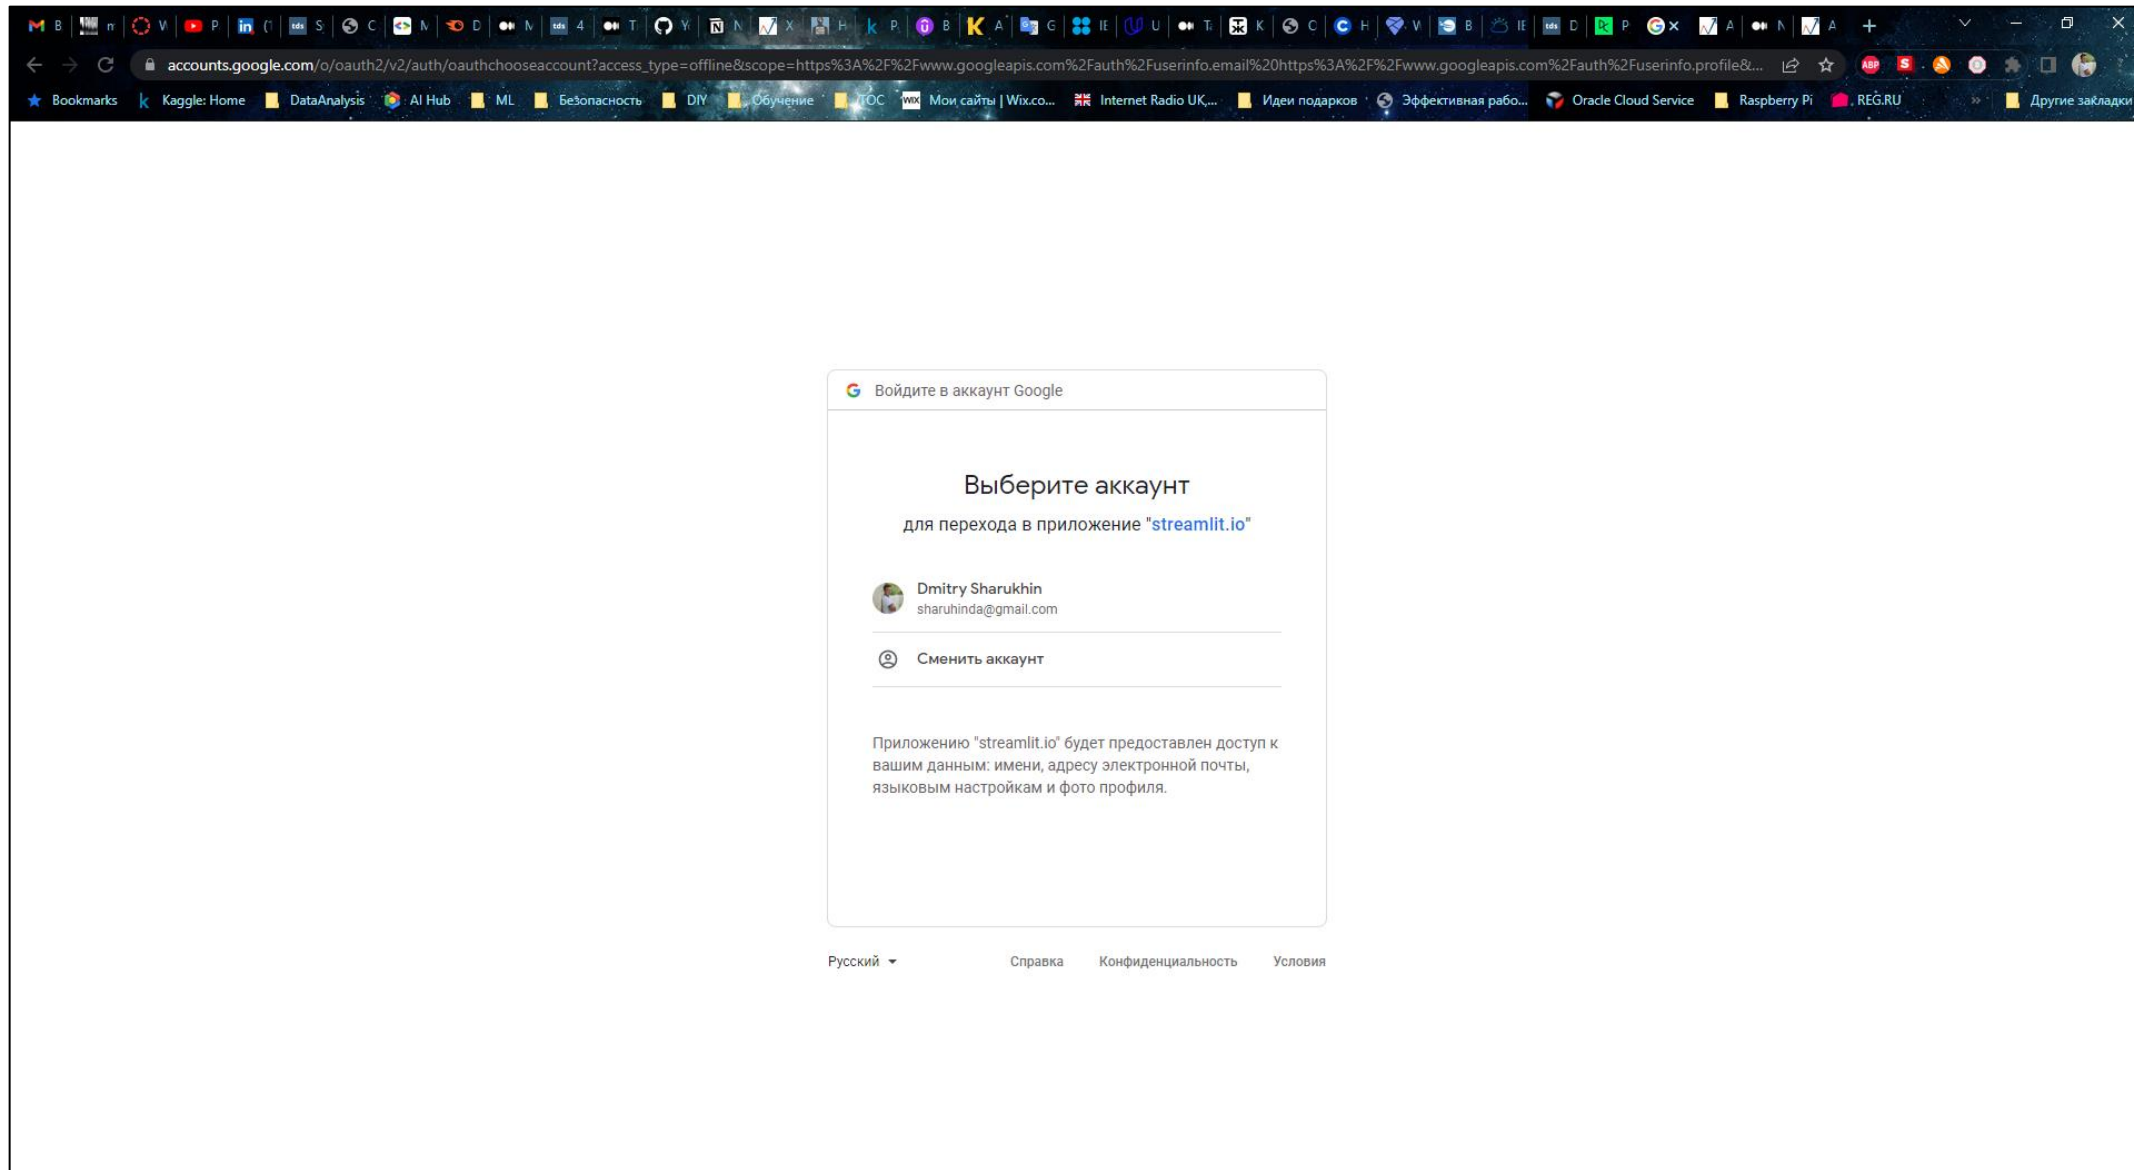 accounts.google.com/o/oauth2/v2/auth/oauthchooseaccount?access_type=offline&scope=https%3A%2F%2Fwww.googleapis.com%2Fauth%2Fuserinfo.email%20https%3A%2F%2Fwww.googleapis.com%2Fauth%2Fuserinfo.profile&...
Bookmarks Kaggle: Home DataAnalysis AI Hub ML Безопасность DIY Обучение TOC Мои сайты | Wix.co... Internet Radio UK,... Идеи подарков Эффективная рабо... Oracle Cloud Service Raspberry Pi REG.RU » Другие закладки
Войдите в аккаунт Google
Выберите аккаунт
для перехода в приложение "streamlit.io"
Dmitry Sharukhin
sharuhinda@gmail.com
Сменить аккаунт
Приложению "streamlit.io" будет предоставлен доступ к
вашим данным: имени, адресу электронной почты,
языковым настройкам и фото профиля.
Русский Справка Конфиденциальность Условия